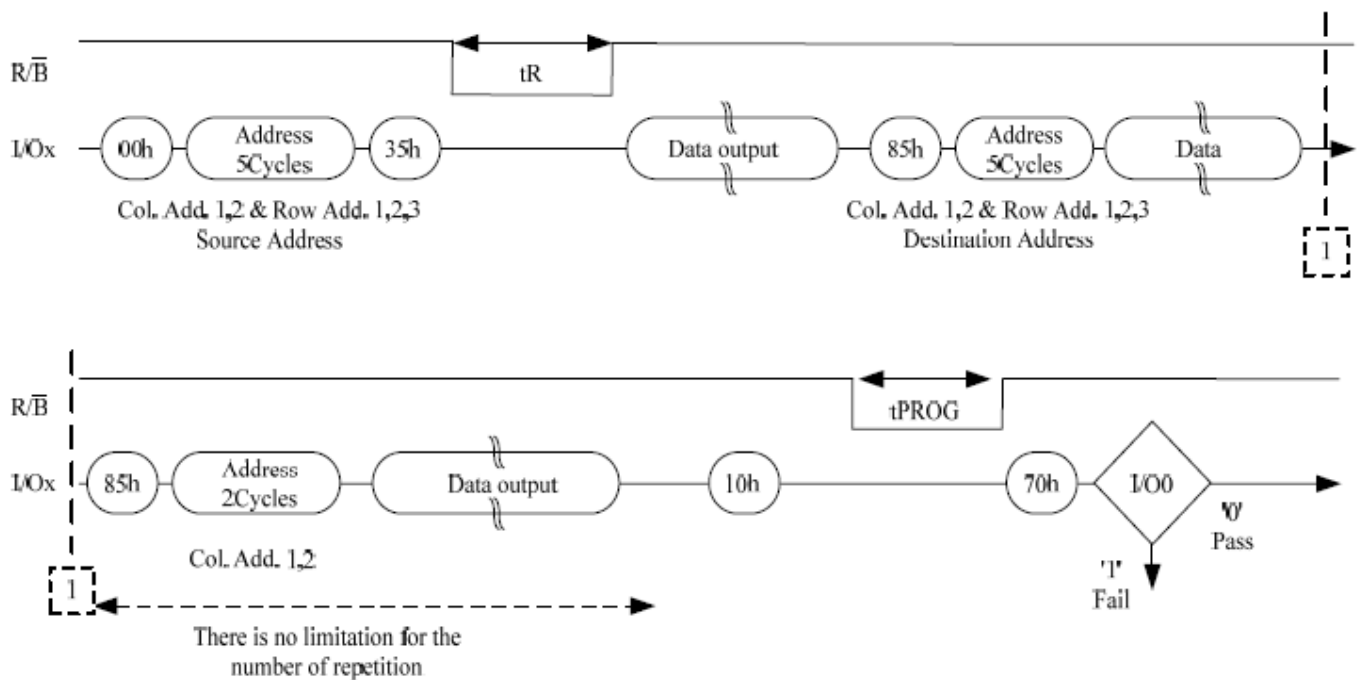 R/B
tR
I/Ox
00h
Address
5Cycles
35h
Data output
85h
Address
5Cycles
Data
Col. Add. 1,2 & Row Add. 1,2,3
Source Address
Col. Add. 1,2 & Row Add. 1,2,3
Destination Address
1
R/B
tPROG
I/Ox
85h
Address
2Cycles
Data output
10h
70h
I/O0
'0'
Pass
Col. Add. 1,2
1
'1'
Fail
There is no limitation for the
number of repetition